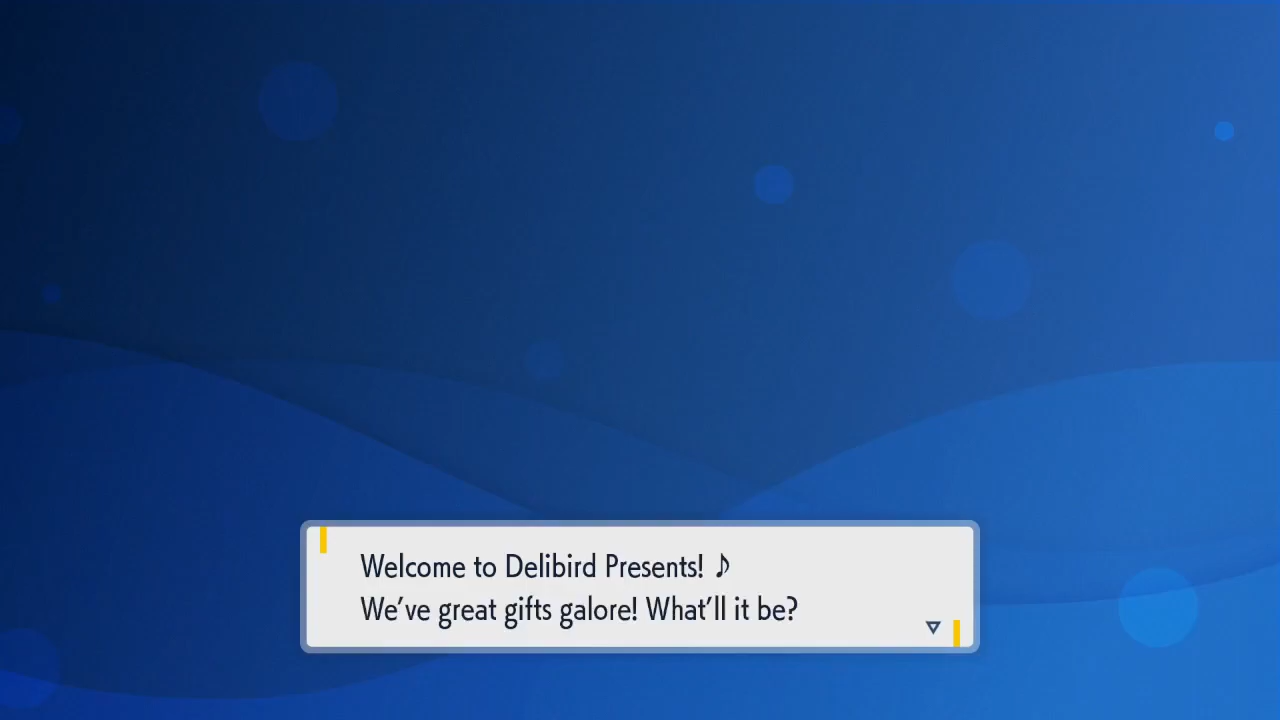 Welcome to Delibird Presents! ♪
We've great gifts galore! What'll it be?